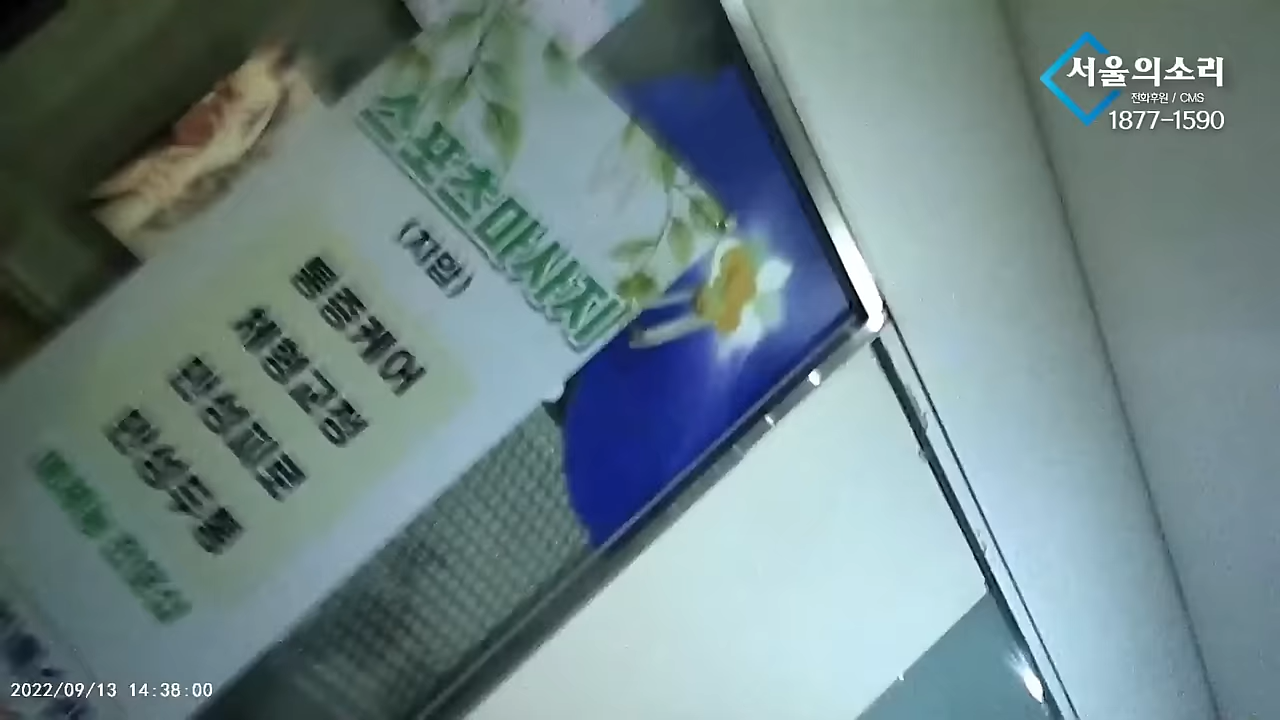 서울의소리
전화후원 / CMS
1877-1590
스포츠마사지
(지압)
통증케어
체형교정
만성피로
만성두통
2022/09/13 14:38:00